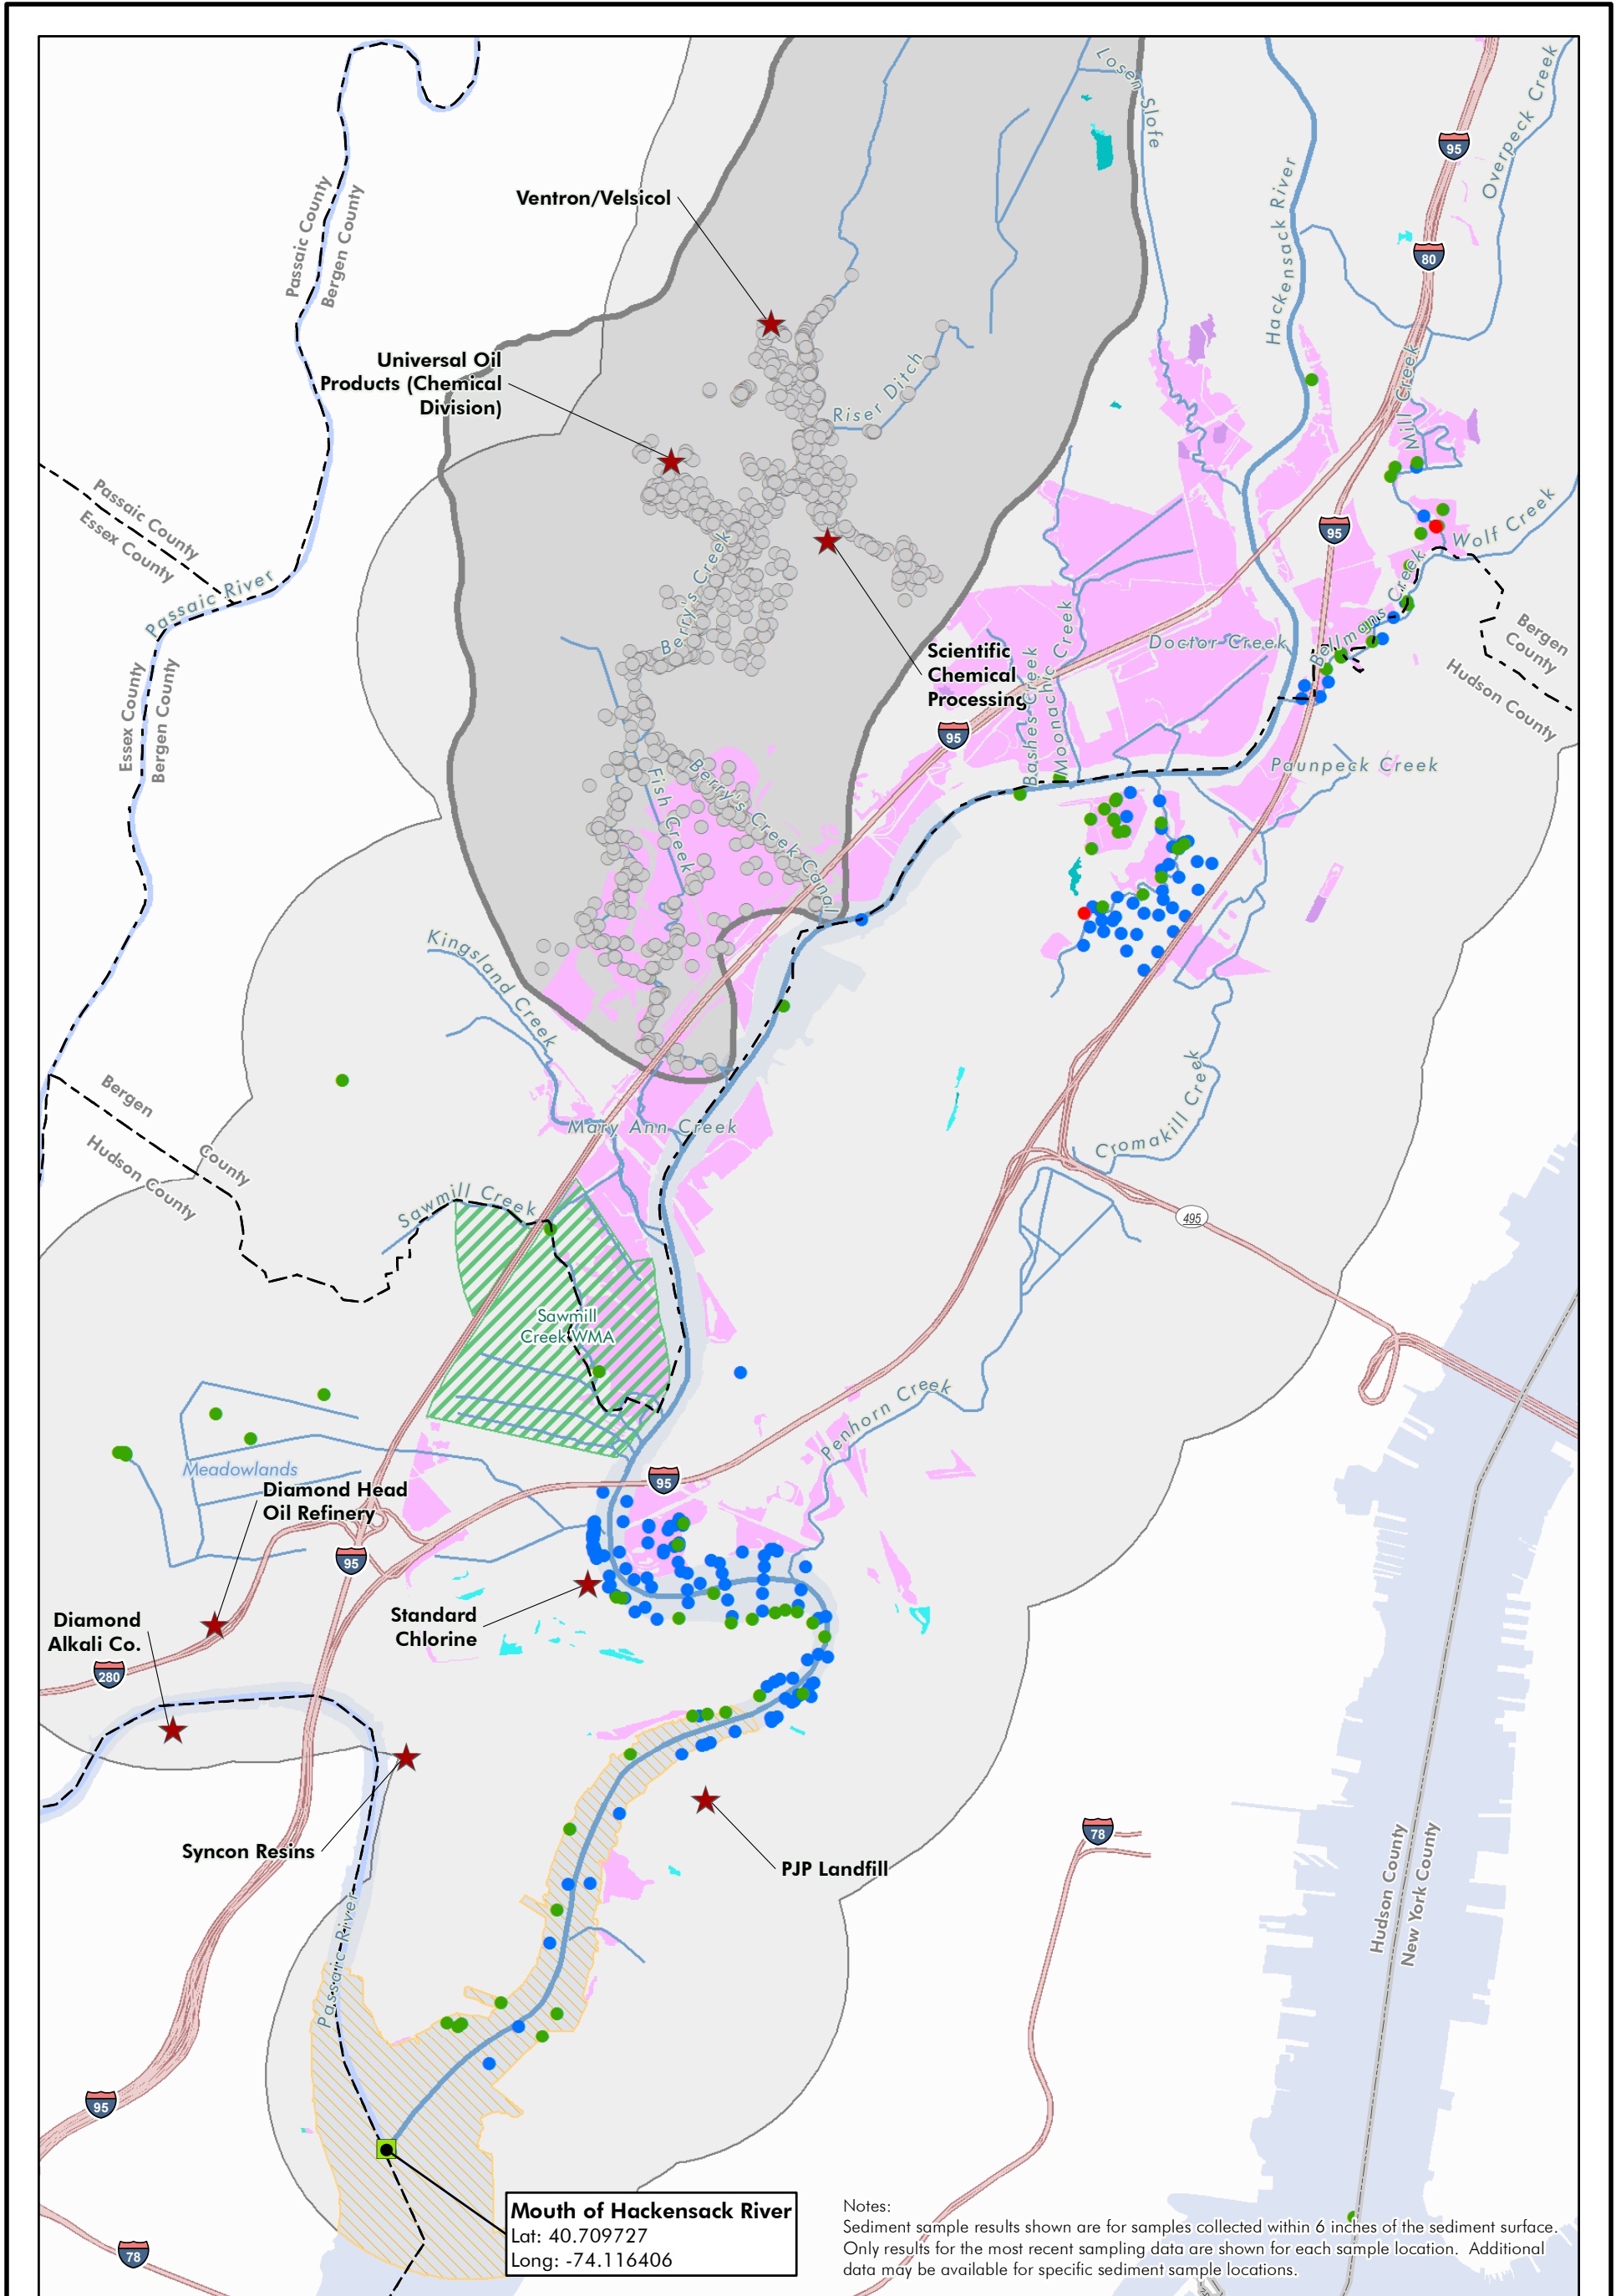 Losen Slofe
Overpeck Creek
95
Hackensack River
Passaic County
Bergen County
Ventron/Velsicol
80
Universal Oil
Products (Chemical
Division)
Riser Ditch
Mill Creek
Passaic County
Essex County
Passaic River
95
Wolf Creek
Berry's Creek
Bellmans Creek
Doctor Creek
Bergen
County
Hudson County
Scientific
Chemical
Processing
Bashes Creek
Moonachie Creek
95
Essex County
Bergen County
Paunpeck Creek
Fish Creek
Berry's Creek Canal
Kingsland Creek
Bergen
County
Hudson County
Mary Ann Creek
Cromakill Creek
Sawmill Creek
495
Sawmill
Creek WMA
Penhorn Creek
Meadowlands
Diamond Head
Oil Refinery
95
95
Standard
Chlorine
Diamond
Alkali Co.
280
Syncon Resins
PJP Landfill
78
Hudson County
New York County
Passaic River
95
Mouth of Hackensack River
Lat: 40.709727
Long: -74.116406
78
Notes:
Sediment sample results shown are for samples collected within 6 inches of the sediment surface.
Only results for the most recent sampling data are shown for each sample location.  Additional
data may be available for specific sediment sample locations.